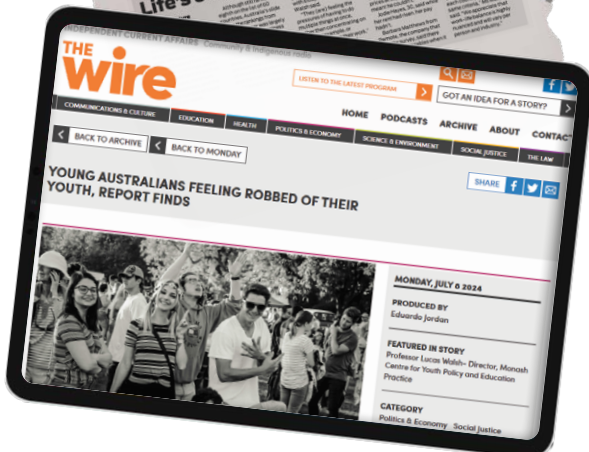 Life's
INDEPENDENT CURRENT AFFAIRS Community & Indigenous radio
THE
wire
LISTEN TO THE LATEST PROGRAM
GOT AN IDEA FOR A STORY?
HOME PODCASTS ARCHIVE ABOUT CONTACT
COMMUNICATIONS & CULTURE EDUCATION HEALTH POLITICS & ECONOMY SCIENCE & ENVIRONMENT SOCIAL JUSTICE THE LAW
BACK TO ARCHIVE BACK TO MONDAY
SHARE
YOUNG AUSTRALIANS FEELING ROBBED OF THEIR
YOUTH, REPORT FINDS
MONDAY, JULY 8 2024
PRODUCED BY
Eduardo Jordan
FEATURED IN STORY
Professor Lucas Walsh- Director, Monash
Centre for Youth Policy and Education
Practice
CATEGORY
Politics & Economy Social Justice